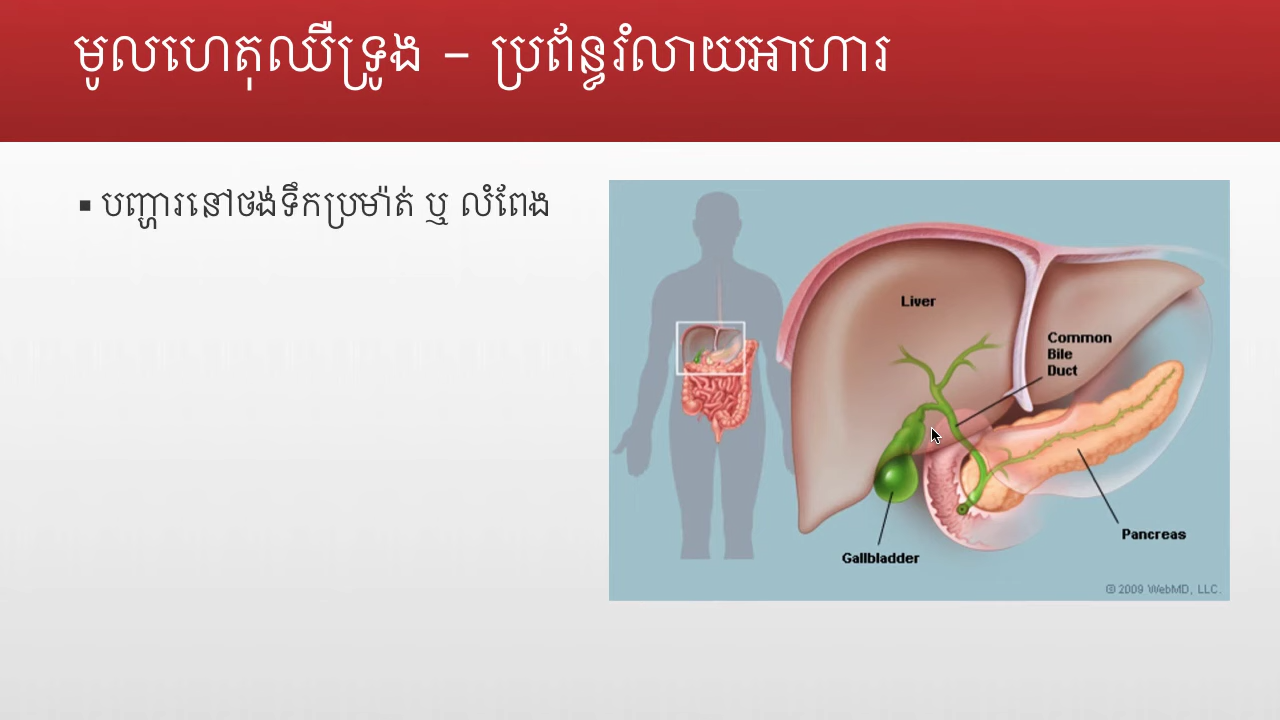 មូលហេតុឈឺទ្រូង – ប្រព័ន្ធរំលាយអាហារ
▪ បញ្ហារនៅថង់ទឹកប្រម៉ាត់ ឬ លំពែង
Liver
Common
Bile
Duct
Pancreas
Gallbladder
© 2009 WebMD, LLC.